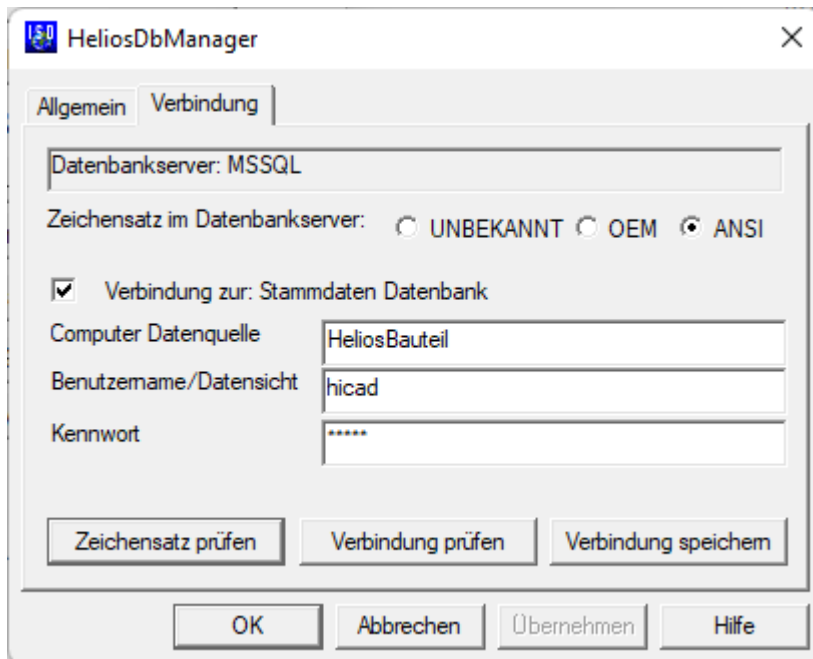 ISD HeliosDbManager
Allgemein Verbindung
Datenbankserver: MSSQL
Zeichensatz im Datenbankserver: UNBEKANNT OEM ANSI
Verbindung zur: Stammdaten Datenbank
Computer Datenquelle HeliosBauteil
Benutzername/Datensicht hicad
Kennwort *****
Zeichensatz prüfen Verbindung prüfen Verbindung speichern
OK Abbrechen Übernehmen Hilfe